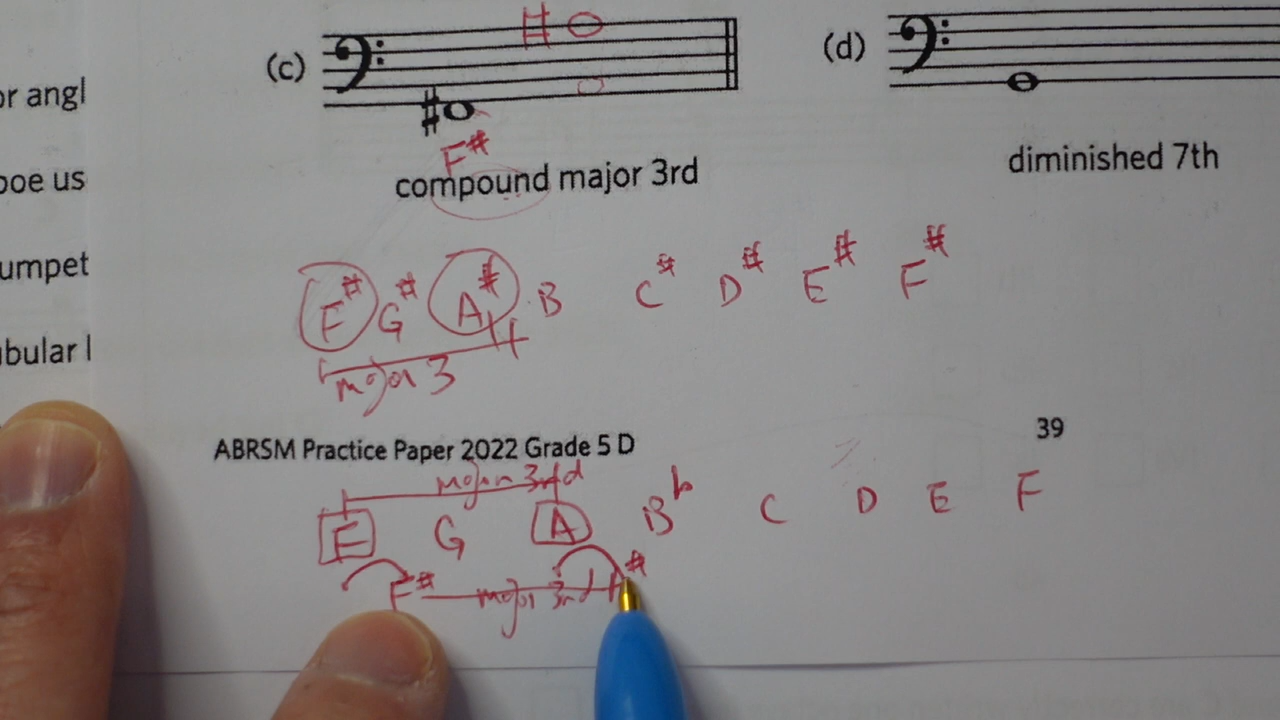 or angl
(c)
#
(d)
#
F#
boe us
compound major 3rd
diminished 7th
umpet
F# G# A# B C# D# E# F#
bular l
major 3
ABRSM Practice Paper 2022 Grade 5 D
39
major 3rd
F G A Bb C D E F
F# major 3rd A#